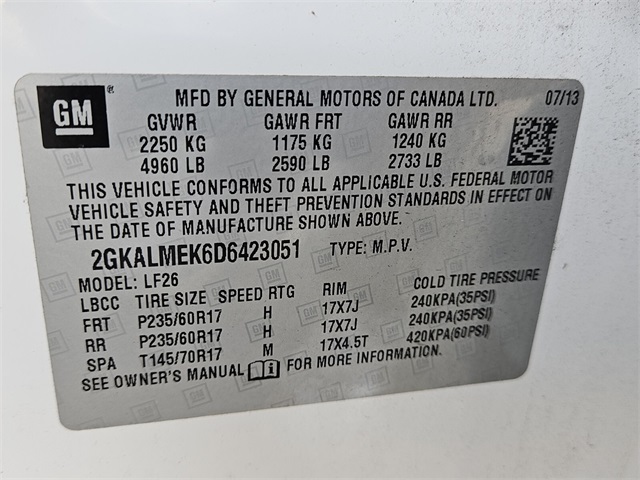 GM
MFD BY GENERAL MOTORS OF CANADA LTD. 07/13
GVWR GAWR FRT GAWR RR
2250 KG 1175 KG 1240 KG
4960 LB 2590 LB 2733 LB
THIS VEHICLE CONFORMS TO ALL APPLICABLE U.S. FEDERAL MOTOR
VEHICLE SAFETY AND THEFT PREVENTION STANDARDS IN EFFECT ON
THE DATE OF MANUFACTURE SHOWN ABOVE.
2GKALMEK6D6423051 TYPE: M.P.V.
MODEL: LF26
LBCC TIRE SIZE SPEED RTG RIM COLD TIRE PRESSURE
FRT P235/60R17 H 17X7J 240KPA(35PSI)
RR P235/60R17 H 17X7J 240KPA(35PSI)
SPA T145/70R17 M 17X4.5T 420KPA(60PSI)
SEE OWNER'S MANUAL FOR MORE INFORMATION